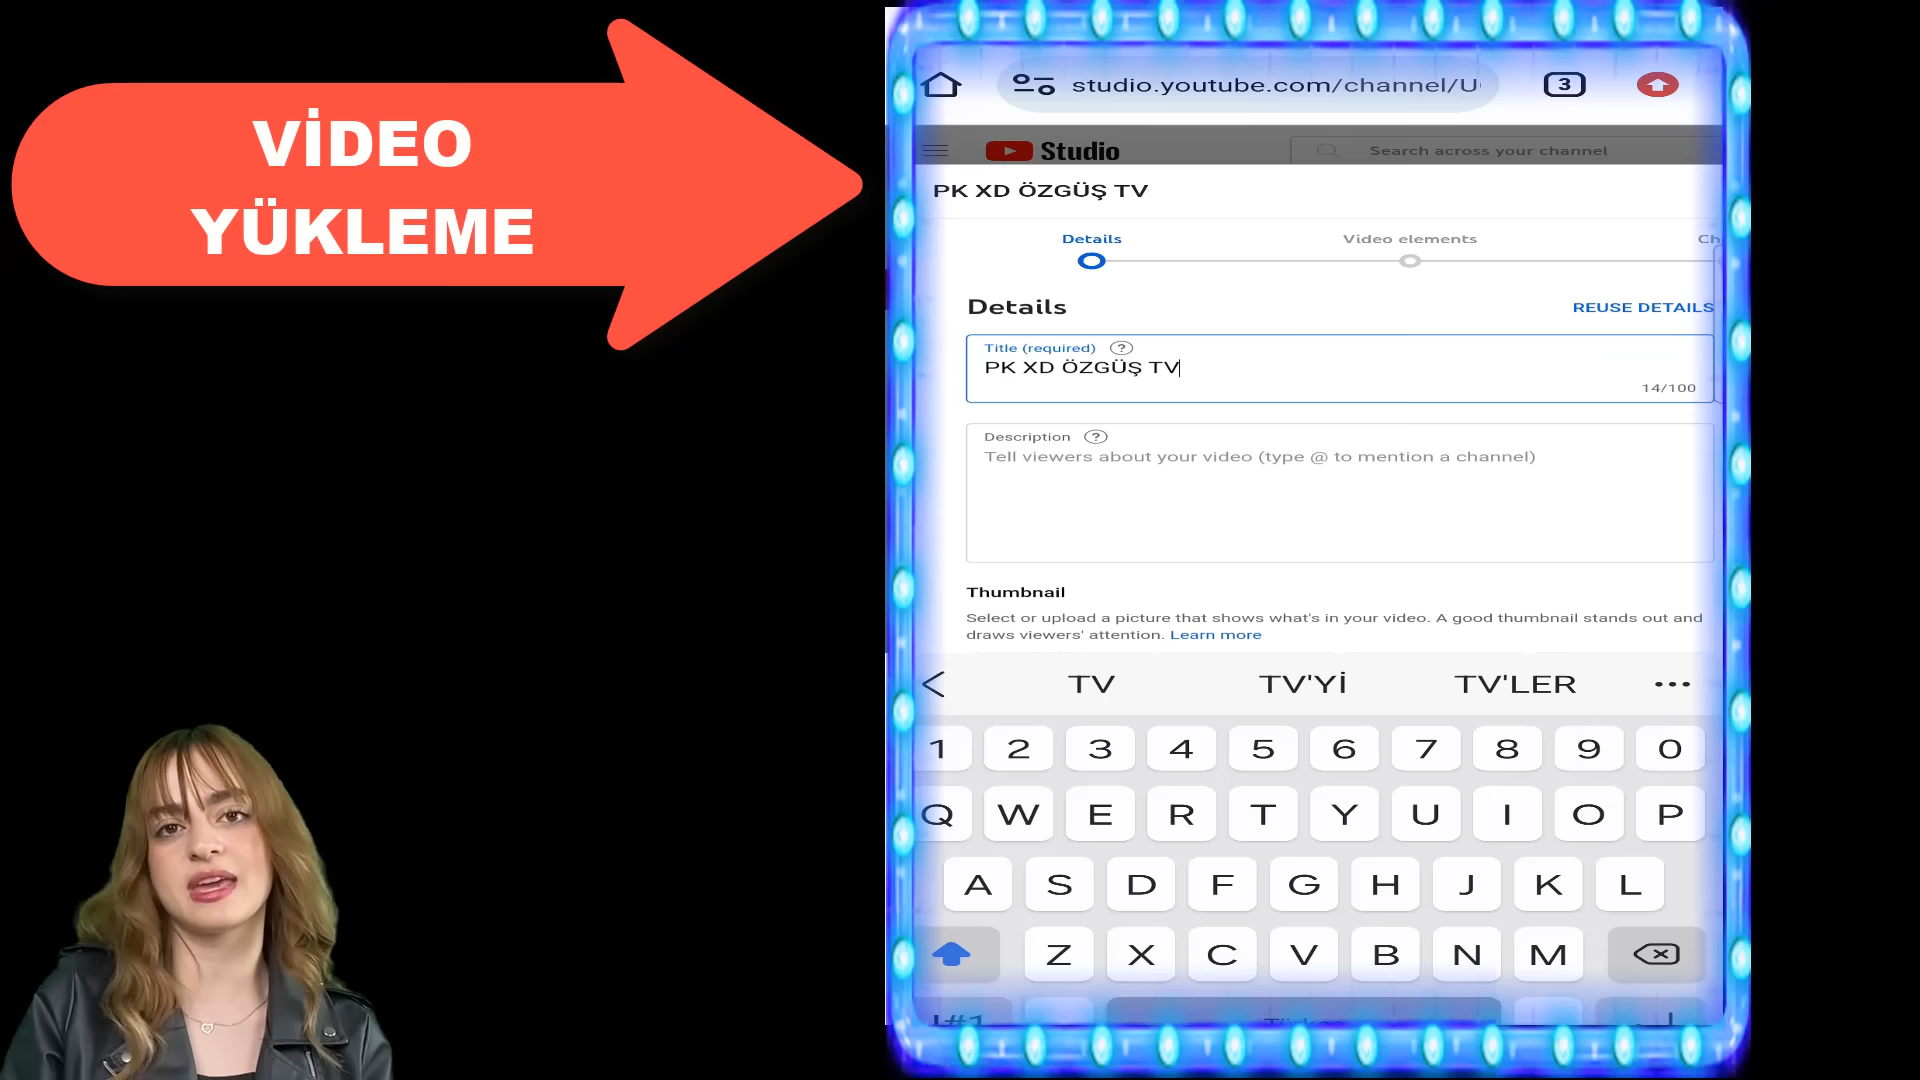 VİDEO
YÜKLEME
studio.youtube.com/channel/U
3
Studio
Search across your channel
PK XD ÖZGÜŞ TV
Details
Video elements
Ch
Details
REUSE DETAILS
Title (required) ?
PK XD ÖZGÜŞ TV
14/100
Description ?
Tell viewers about your video (type @ to mention a channel)
Thumbnail
Select or upload a picture that shows what's in your video. A good thumbnail stands out and
draws viewers' attention. Learn more
TV TV'Yİ TV'LER
1 2 3 4 5 6 7 8 9 0
Q W E R T Y U I O P
A S D F G H J K L
Z X C V B N M
!#1